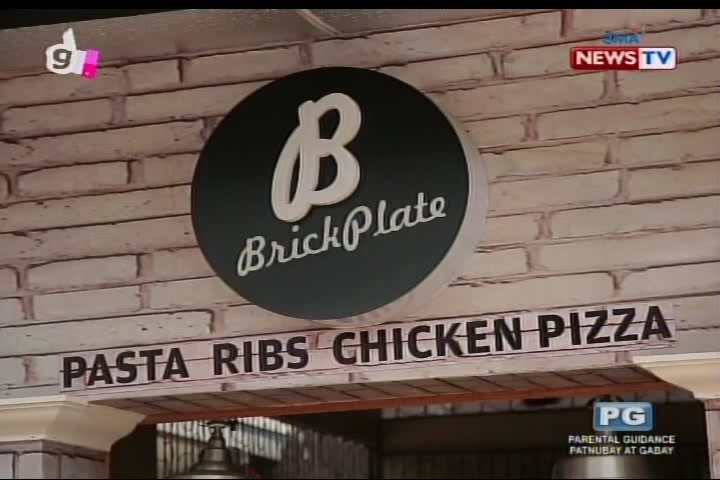 g
GMA
NEWS TV
B
BrickPlate
PASTA RIBS CHICKEN PIZZA
PG
PARENTAL GUIDANCE
PATNUBAY AT GABAY